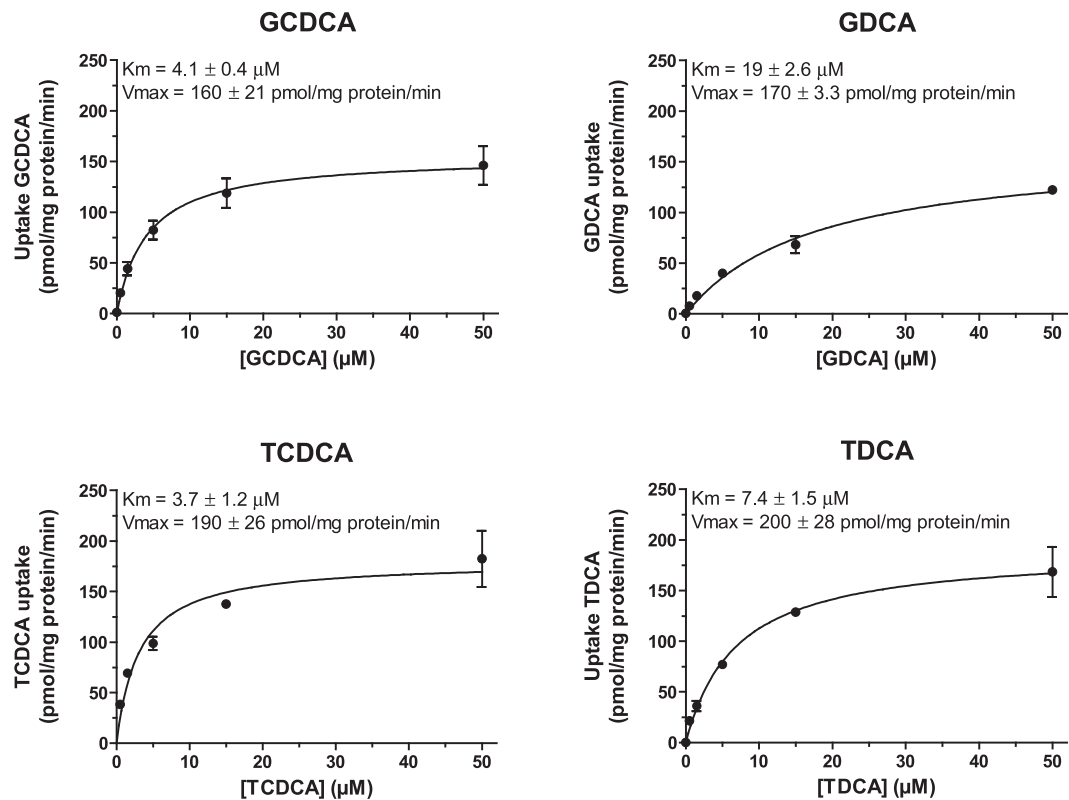 GCDCA
Km = 4.1 ± 0.4 µM
Vmax = 160 ± 21 pmol/mg protein/min
Uptake GCDCA
(pmol/mg protein/min)
250
200
150
100
50
0
0 10 20 30 40 50
[GCDCA] (µM)
GDCA
Km = 19 ± 2.6 µM
Vmax = 170 ± 3.3 pmol/mg protein/min
GDCA uptake
(pmol/mg protein/min)
250
200
150
100
50
0
0 10 20 30 40 50
[GDCA] (µM)
TCDCA
Km = 3.7 ± 1.2 µM
Vmax = 190 ± 26 pmol/mg protein/min
TCDCA uptake
(pmol/mg protein/min)
250
200
150
100
50
0
0 10 20 30 40 50
[TCDCA] (µM)
TDCA
Km = 7.4 ± 1.5 µM
Vmax = 200 ± 28 pmol/mg protein/min
Uptake TDCA
(pmol/mg protein/min)
250
200
150
100
50
0
0 10 20 30 40 50
[TDCA] (µM)